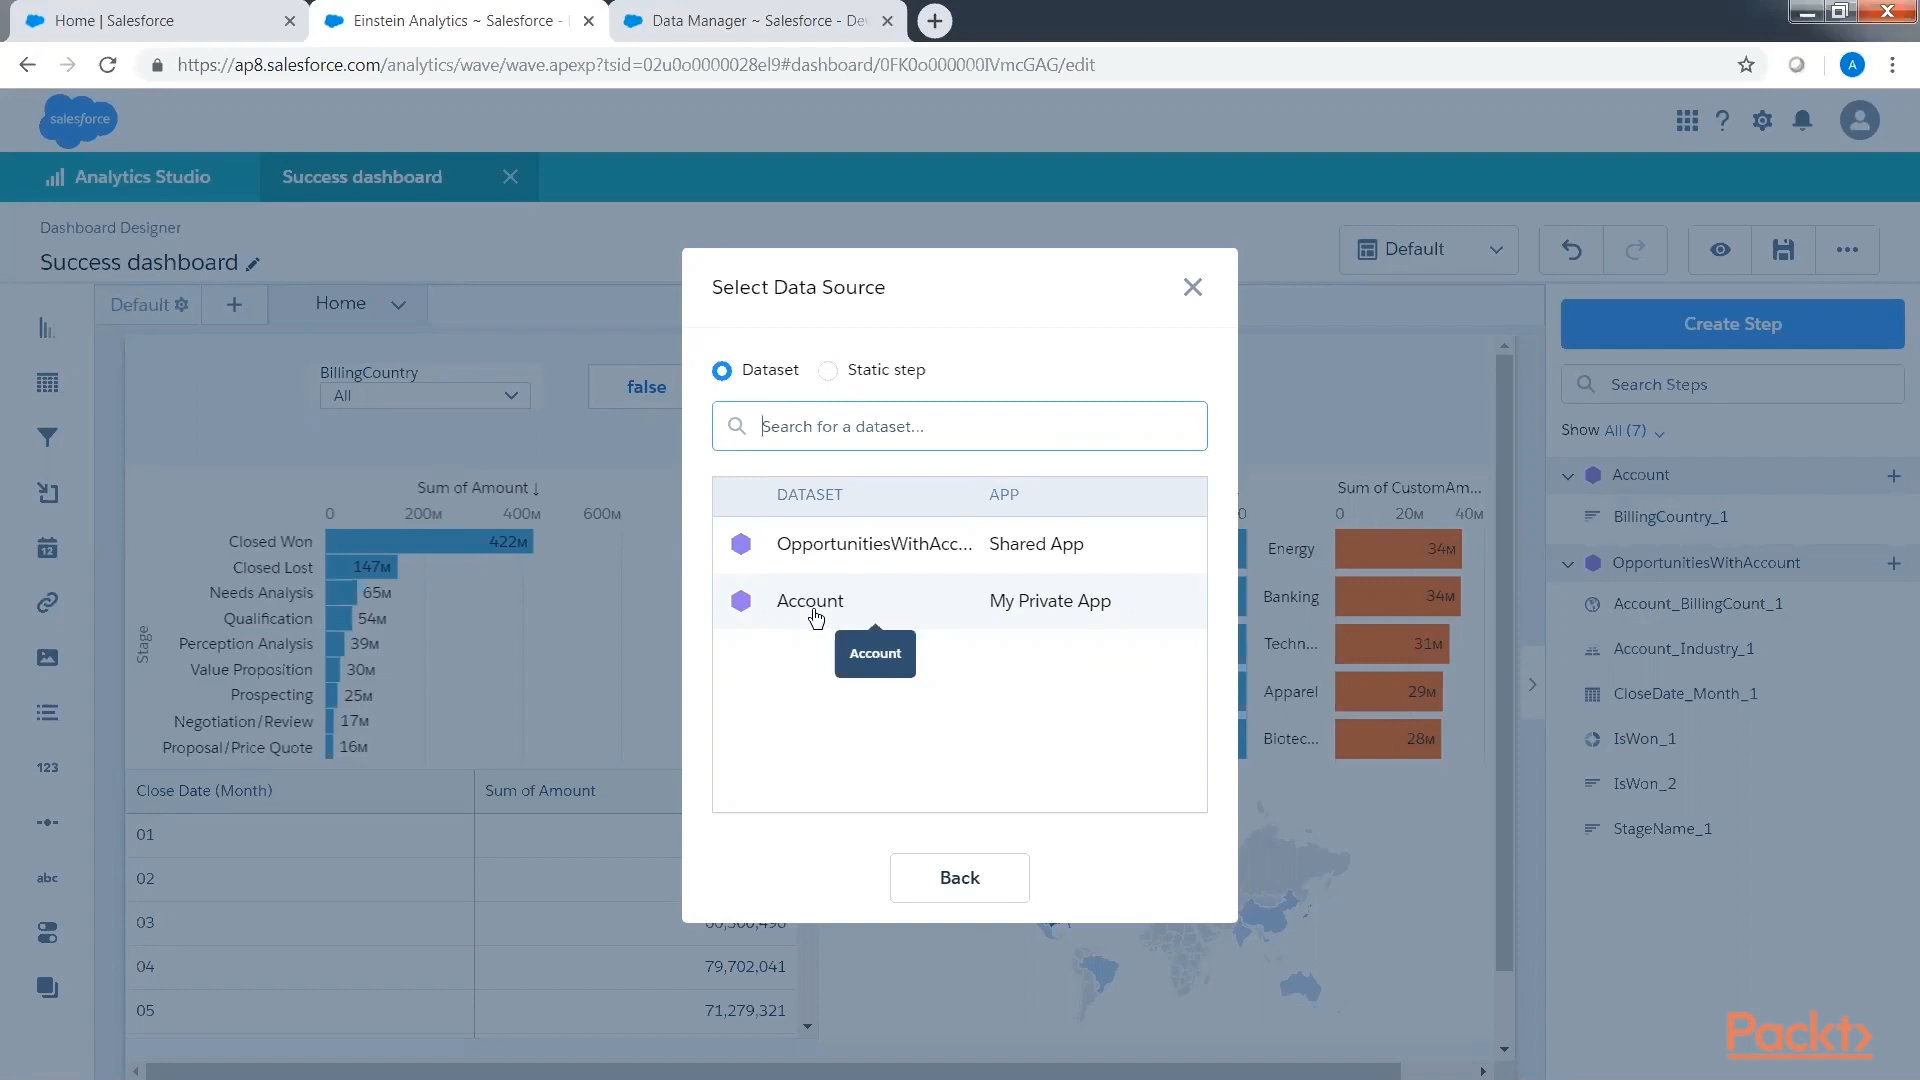 Home | Salesforce
Einstein Analytics ~ Salesforce -
Data Manager ~ Salesforce - De
https://ap8.salesforce.com/analytics/wave/wave.apexp?tsid=02u0o0000028el9#dashboard/0FK0o000000IVmcGAG/edit
A
salesforce
Analytics Studio
Success dashboard
Dashboard Designer
Success dashboard
Default
Default
Home
BillingCountry
All
false
Sum of Amount ↓
0 200M 400M 600M
Stage
Closed Won 422M
Closed Lost 147M
Needs Analysis 65M
Qualification 54M
Perception Analysis 39M
Value Proposition 30M
Prospecting 25M
Negotiation/Review 17M
Proposal/Price Quote 16M
Close Date (Month) Sum of Amount
01
02
03
04 79,702,041
05 71,279,321
123
abc
Select Data Source
Dataset Static step
Search for a dataset...
DATASET APP
OpportunitiesWithAcc... Shared App
Account My Private App
Account
Back
Sum of CustomAm...
0 0 20M 40M
Energy 34M
Banking 34M
Techn... 31M
Apparel 29M
Biotec... 28M
Create Step
Search Steps
Show All (7)
Account
BillingCountry_1
OpportunitiesWithAccount
Account_BillingCount_1
Account_Industry_1
CloseDate_Month_1
IsWon_1
IsWon_2
StageName_1
Packt